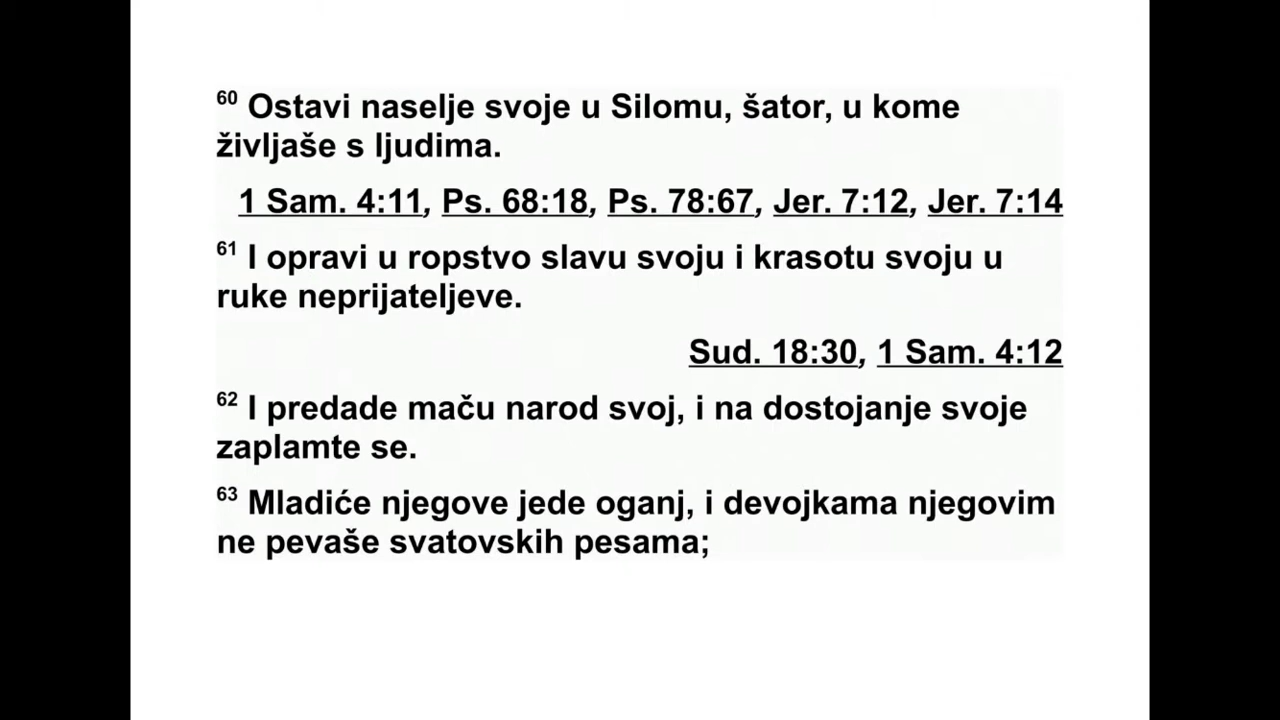 60 Ostavi naselje svoje u Silomu, šator, u kome
življaše s ljudima.
1 Sam. 4:11, Ps. 68:18, Ps. 78:67, Jer. 7:12, Jer. 7:14
61 I opravi u ropstvo slavu svoju i krasotu svoju u
ruke neprijateljeve.
Sud. 18:30, 1 Sam. 4:12
62 I predade maču narod svoj, i na dostojanje svoje
zaplamte se.
63 Mladiće njegove jede oganj, i devojkama njegovim
ne pevaše svatovskih pesama;